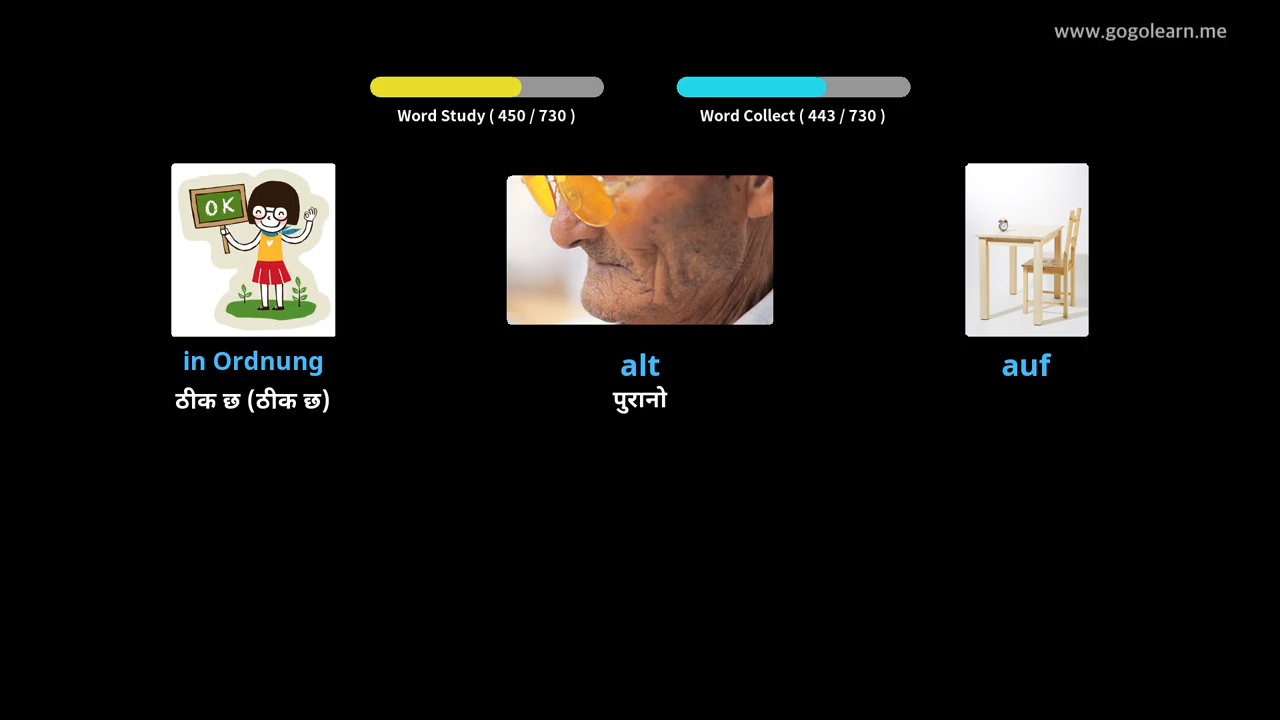 www.gogolearn.me
Word Study ( 450 / 730 )
Word Collect ( 443 / 730 )
OK
in Ordnung
ठीक छ (ठीक छ)
alt
पुरानो
auf